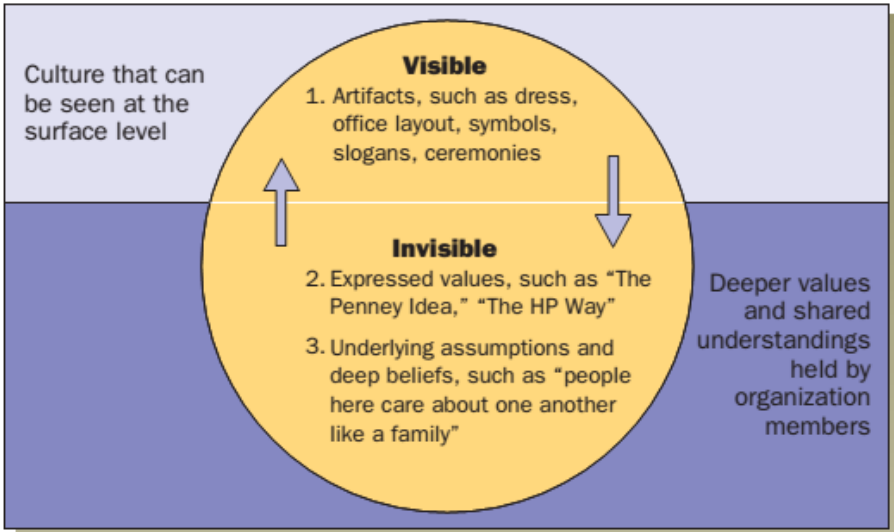 Culture that can
be seen at the
surface level
Visible
1. Artifacts, such as dress,
office layout, symbols,
slogans, ceremonies
Invisible
2. Expressed values, such as “The
Penney Idea,” “The HP Way”
3. Underlying assumptions and
deep beliefs, such as “people
here care about one another
like a family”
Deeper values
and shared
understandings
held by
organization
members